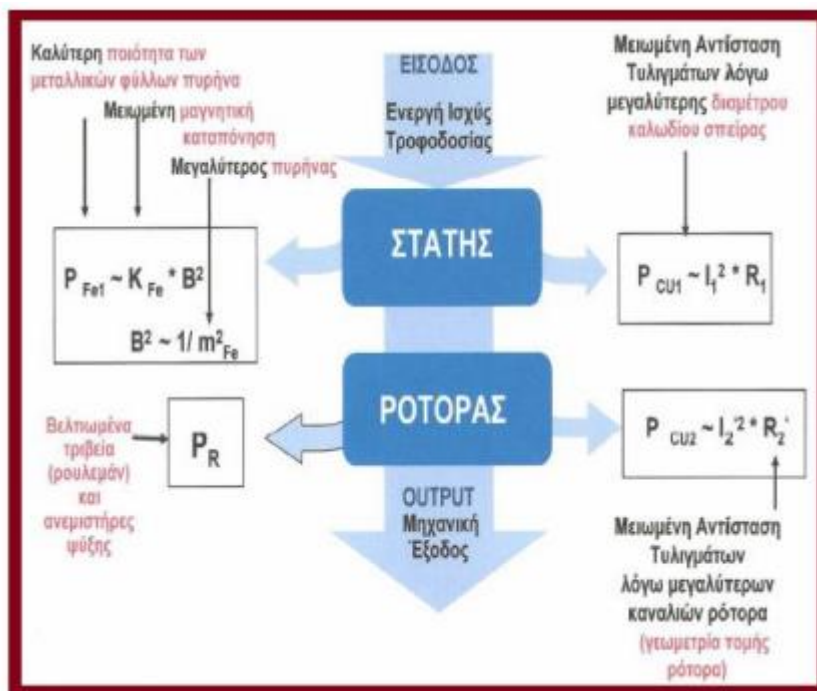 Καλύτερη ποιότητα των
μεταλλικών φύλλων πυρήνα
Μειωμένη μαγνητική
καταπόνηση
Μεγαλύτερος πυρήνας
P Fe1 ~ K Fe * B²
B² ~ 1/ m²Fe
ΕΙΣΟΔΟΣ
Ενεργή Ισχύς
Τροφοδοσίας
Μειωμένη Αντίσταση
Τυλιγμάτων λόγω
μεγαλύτερης διαμέτρου
καλωδίου σπείρας
ΣΤΑΤΗΣ
P CU1 ~ I₁² * R₁
Βελτιωμένα
τριβεία
(ρουλεμάν)
και
ανεμιστήρες
ψύξης
P R
ΡΟΤΟΡΑΣ
P CU2 ~ I₂'² * R₂'
OUTPUT
Μηχανική
Έξοδος
Μειωμένη Αντίσταση
Τυλιγμάτων
λόγω μεγαλύτερων
καναλιών ρότορα
(γεωμετρία τομής
ρότορα)